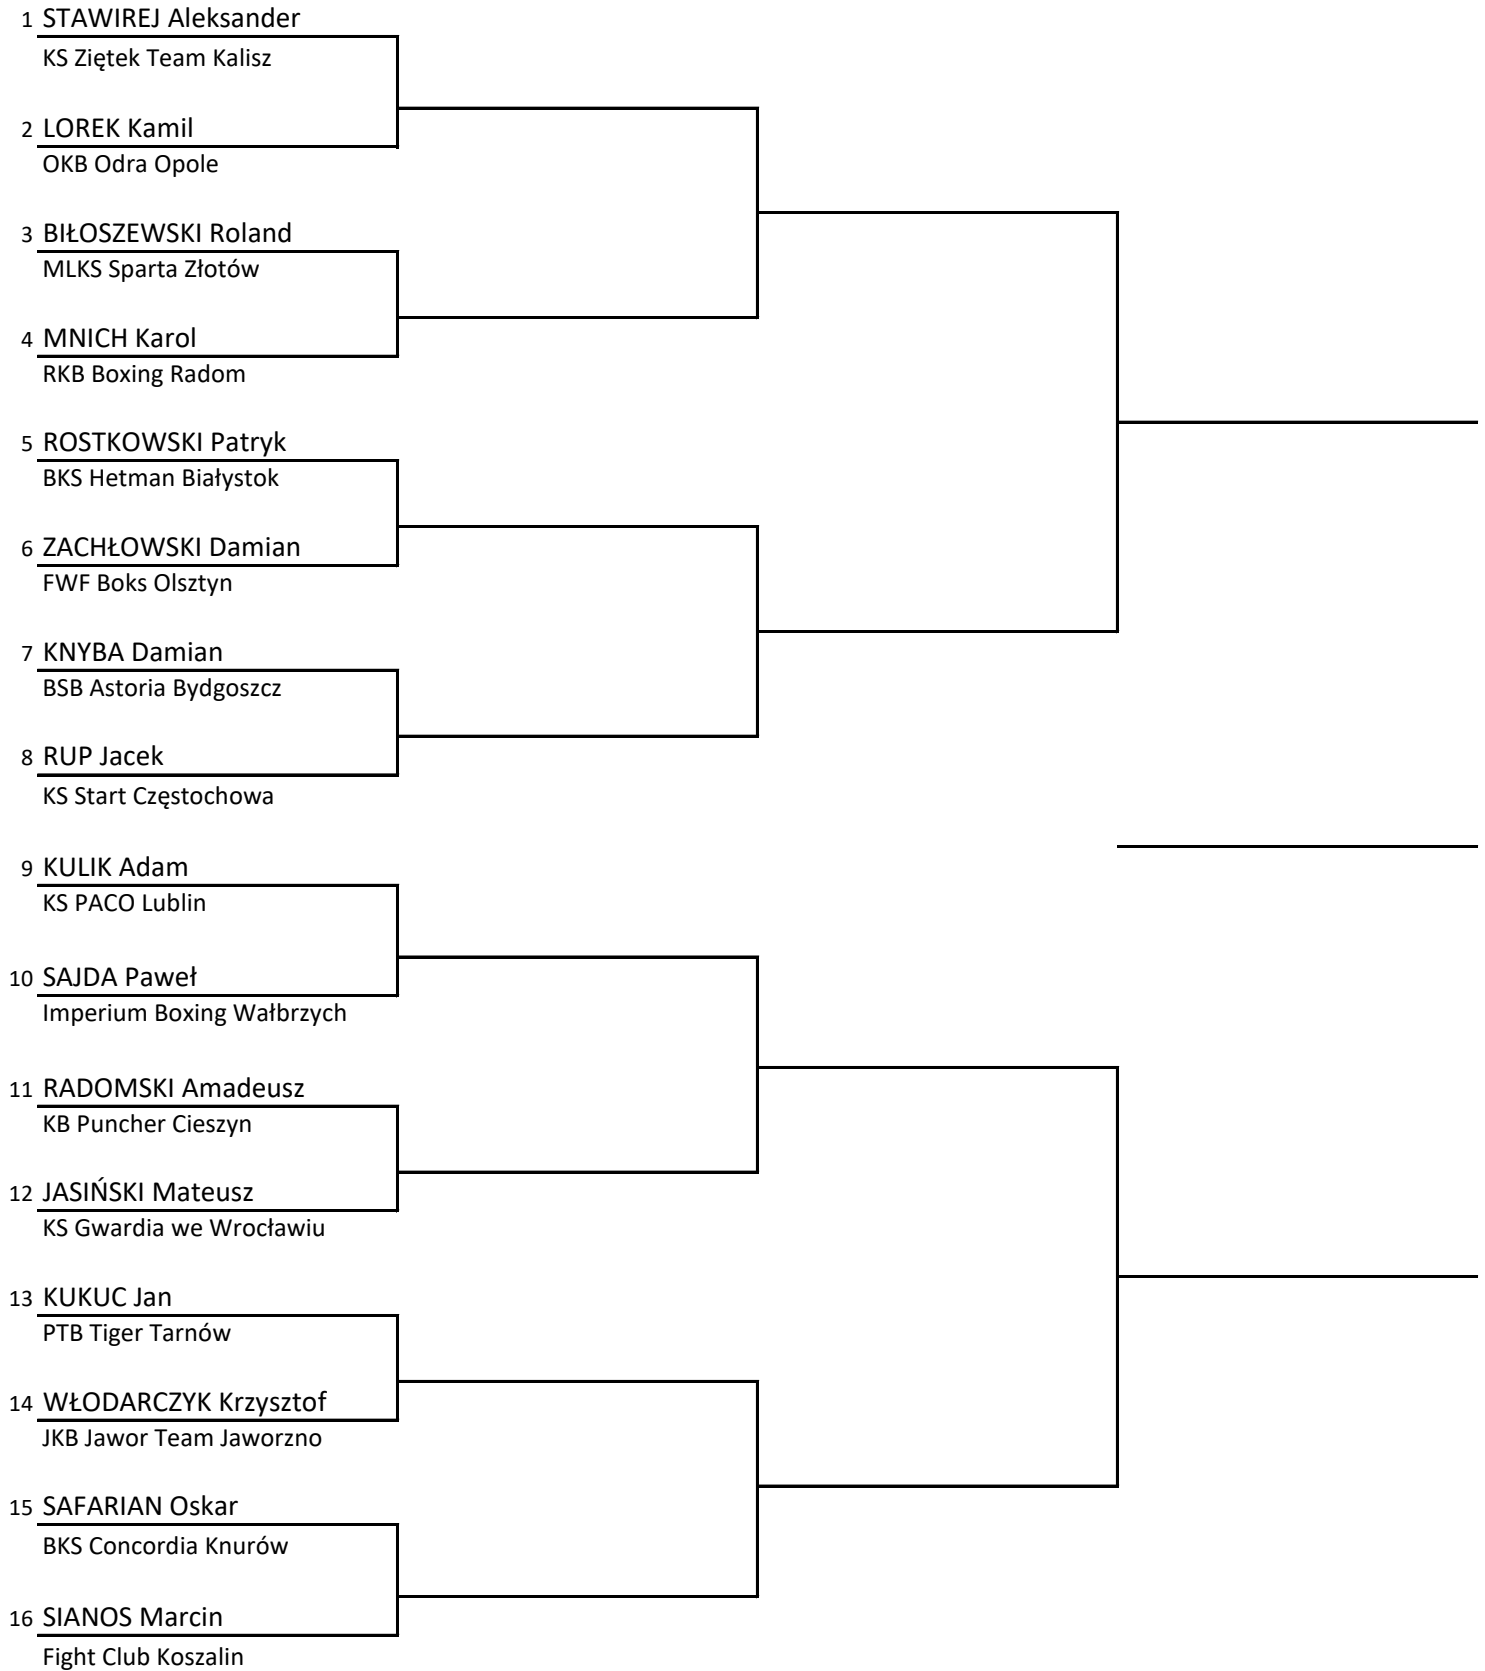 1 STAWIREJ Aleksander
KS Ziętek Team Kalisz
2 LOREK Kamil
OKB Odra Opole
3 BIŁOSZEWSKI Roland
MLKS Sparta Złotów
4 MNICH Karol
RKB Boxing Radom
5 ROSTKOWSKI Patryk
BKS Hetman Białystok
6 ZACHŁOWSKI Damian
FWF Boks Olsztyn
7 KNYBA Damian
BSB Astoria Bydgoszcz
8 RUP Jacek
KS Start Częstochowa
9 KULIK Adam
KS PACO Lublin
10 SAJDA Paweł
Imperium Boxing Wałbrzych
11 RADOMSKI Amadeusz
KB Puncher Cieszyn
12 JASIŃSKI Mateusz
KS Gwardia we Wrocławiu
13 KUKUC Jan
PTB Tiger Tarnów
14 WŁODARCZYK Krzysztof
JKB Jawor Team Jaworzno
15 SAFARIAN Oskar
BKS Concordia Knurów
16 SIANOS Marcin
Fight Club Koszalin